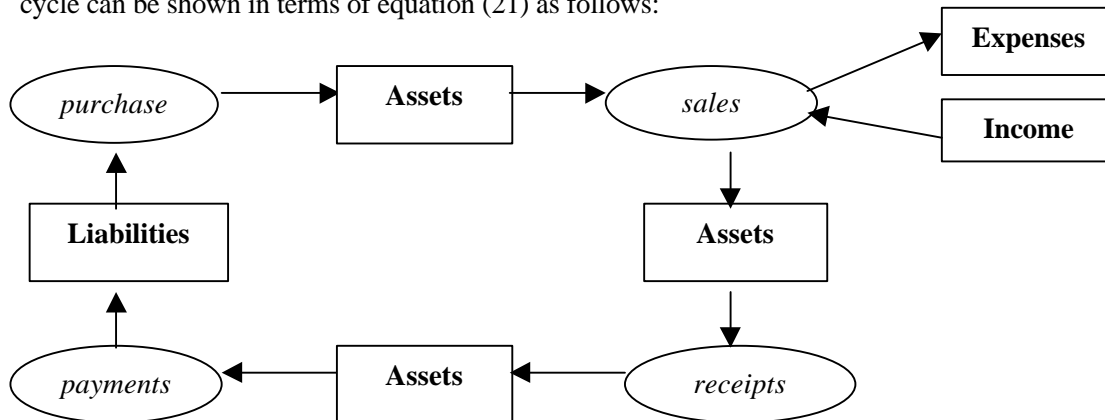 cycle can be shown in terms of equation (21) as follows:
Expenses
purchase
Assets
sales
Income
Liabilities
Assets
payments
Assets
receipts